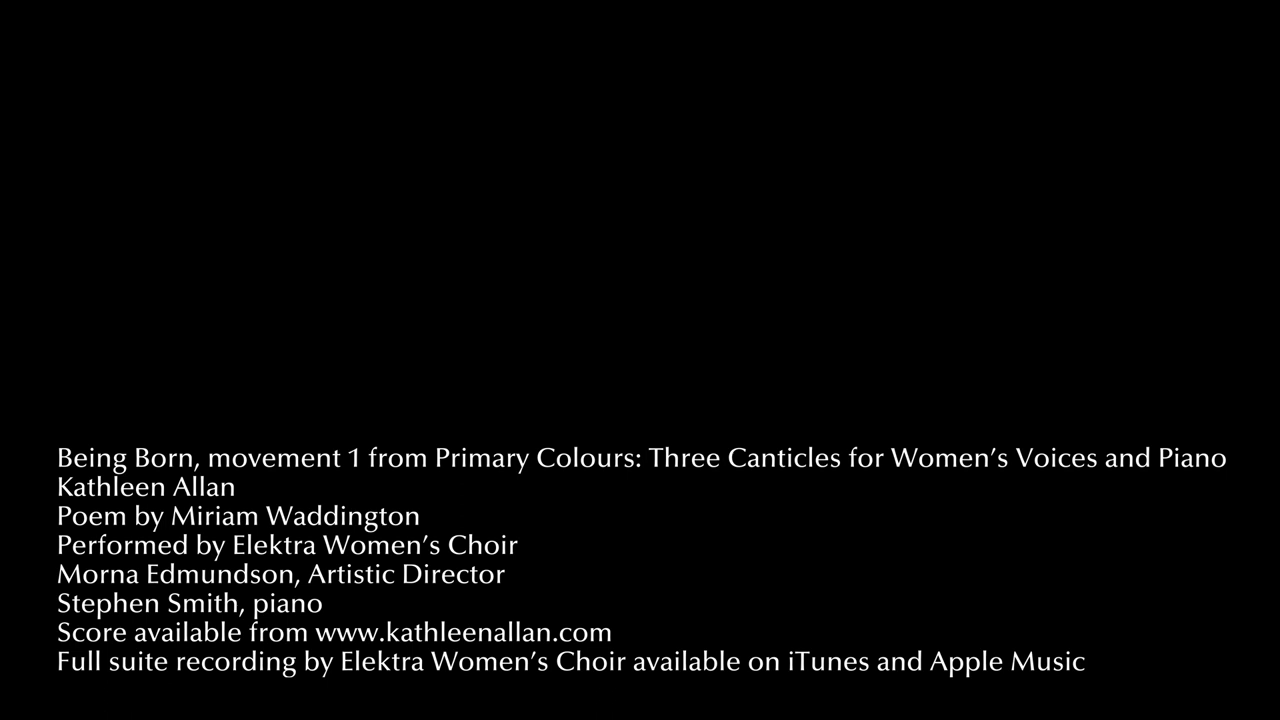 Being Born, movement 1 from Primary Colours: Three Canticles for Women’s Voices and Piano
Kathleen Allan
Poem by Miriam Waddington
Performed by Elektra Women’s Choir
Morna Edmundson, Artistic Director
Stephen Smith, piano
Score available from www.kathleenallan.com
Full suite recording by Elektra Women’s Choir available on iTunes and Apple Music